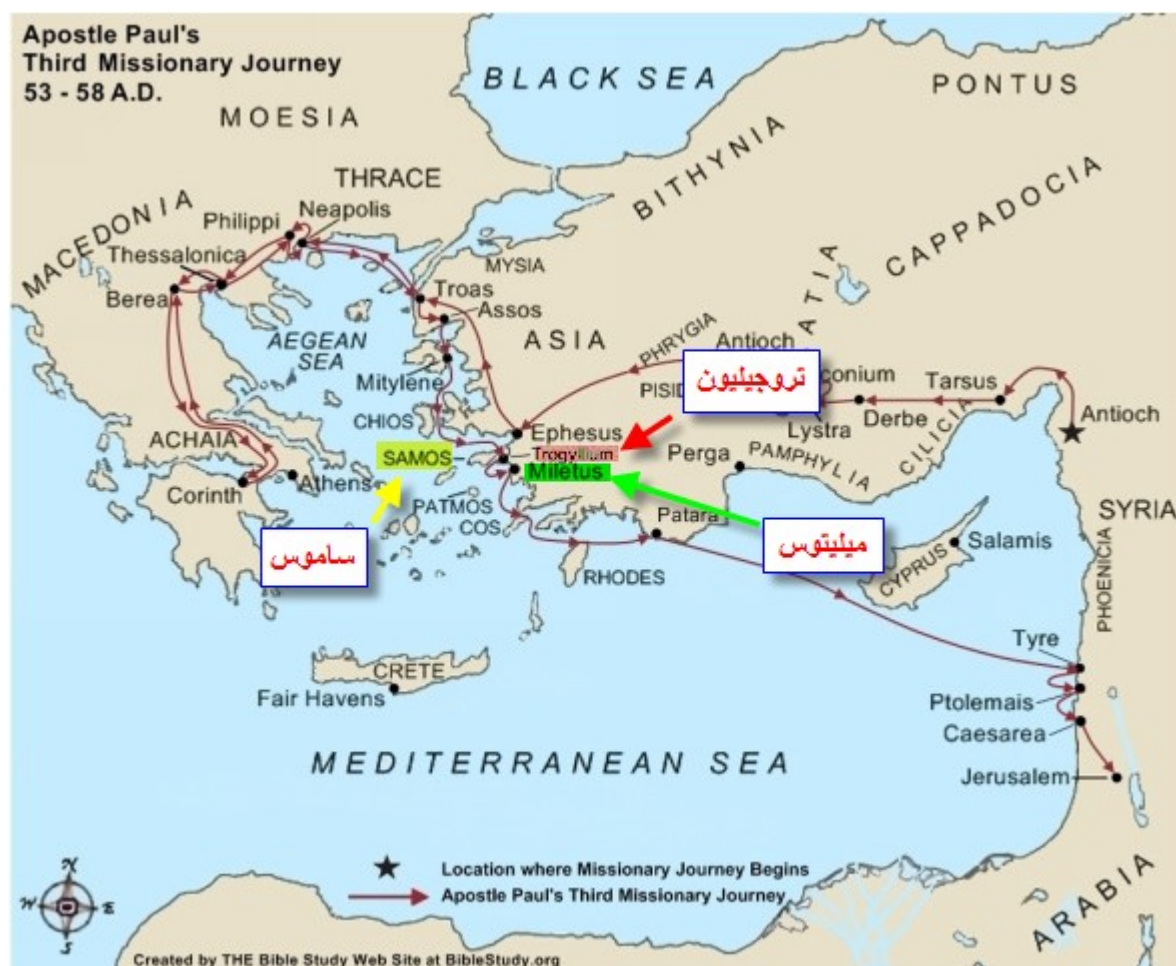 Apostle Paul's
Third Missionary Journey
53 - 58 A.D.
BLACK SEA
PONTUS
MOESIA
BITHYNIA
THRACE
CAPPADOCIA
MACEDONIA
Neapolis
Philippi
Thessalonica
Berea
MYSIA
Troas
Assos
ASIA
AEGEAN
SEA
PHRYGIA
Antioch
ATIA
Mitylene
تروجيليون
PISID
conium
Tarsus
Derbe
Lystra
CILICIA
Antioch
CHIOS
ACHAIA
Ephesus
SAMOS
Trogyllium
Miletus
Perga
PAMPHYLIA
Corinth
Athens
PATMOS
COS
Patara
SYRIA
ساموس
ميليتوس
RHODES
CYPRUS
Salamis
PHOENICIA
Tyre
CRETE
Fair Havens
Ptolemais
Caesarea
MEDITERRANEAN SEA
Jerusalem
N
W
E
S
Location where Missionary Journey Begins
Apostle Paul's Third Missionary Journey
ARABIA
Created by THE Bible Study Web Site at BibleStudy.org